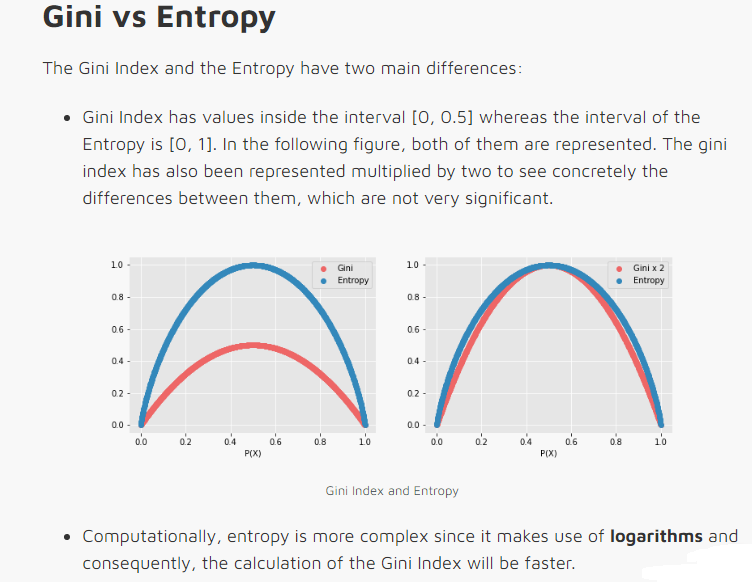 Gini vs Entropy
The Gini Index and the Entropy have two main differences:
• Gini Index has values inside the interval [0, 0.5] whereas the interval of the
Entropy is [0, 1]. In the following figure, both of them are represented. The gini
index has also been represented multiplied by two to see concretely the
differences between them, which are not very significant.
Gini
Entropy
1.0
0.8
0.6
0.4
0.2
0.0
0.0 0.2 0.4 0.6 0.8 1.0
P(X)
Gini x 2
Entropy
1.0
0.8
0.6
0.4
0.2
0.0
0.0 0.2 0.4 0.6 0.8 1.0
P(X)
Gini Index and Entropy
• Computationally, entropy is more complex since it makes use of logarithms and
consequently, the calculation of the Gini Index will be faster.